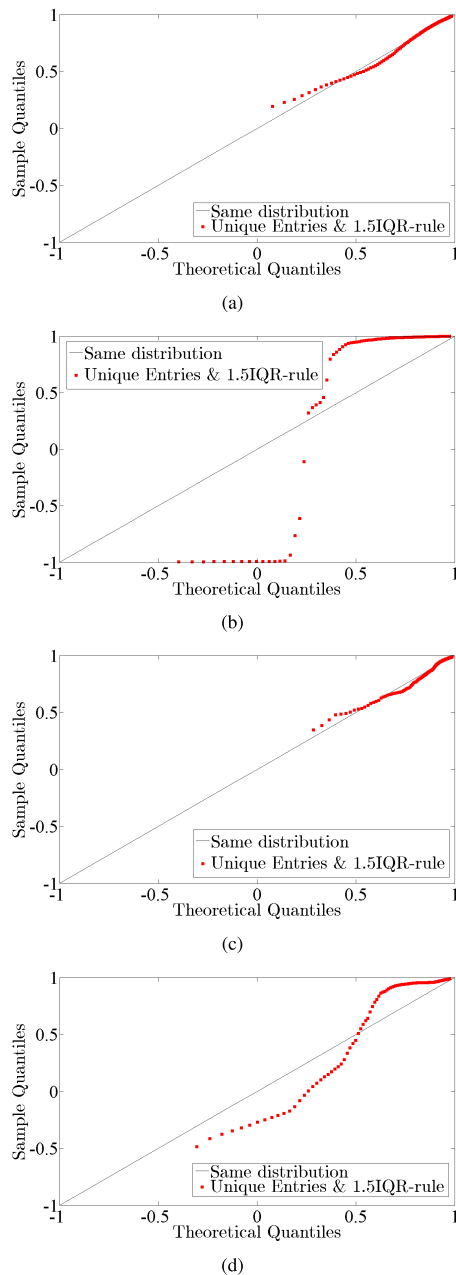 1
0.5
0
-0.5
-1
Sample Quantiles
Same distribution
Unique Entries & 1.5IQR-rule
-1 -0.5 0 0.5 1
Theoretical Quantiles
(a)
1
0.5
0
-0.5
-1
Sample Quantiles
Same distribution
Unique Entries & 1.5IQR-rule
-1 -0.5 0 0.5 1
Theoretical Quantiles
(b)
1
0.5
0
-0.5
-1
Sample Quantiles
Same distribution
Unique Entries & 1.5IQR-rule
-1 -0.5 0 0.5 1
Theoretical Quantiles
(c)
1
0.5
0
-0.5
-1
Sample Quantiles
Same distribution
Unique Entries & 1.5IQR-rule
-1 -0.5 0 0.5 1
Theoretical Quantiles
(d)